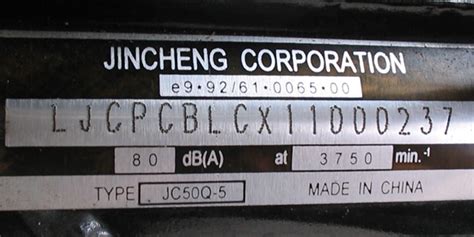 JINCHENG CORPORATION
e9*92/61*0065*00
LJCPCBLCX11000237
80 dB(A) at 3750 min.-1
TYPE JC50Q-5 MADE IN CHINA